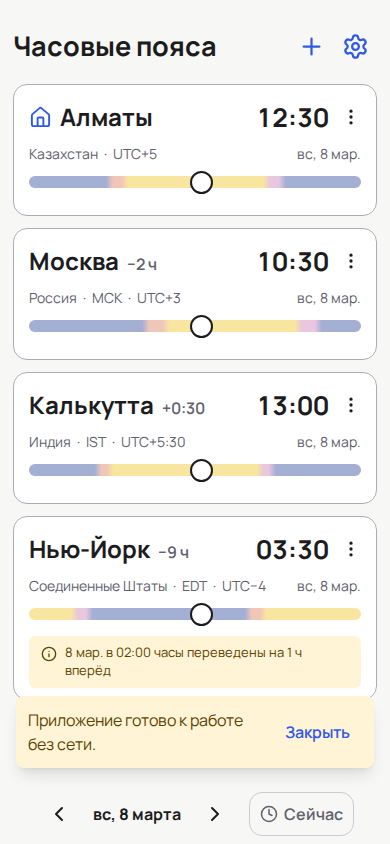 Часовые пояса
Алматы 12:30
Казахстан · UTC+5 вс, 8 мар.
Москва −2 ч 10:30
Россия · МСК · UTC+3 вс, 8 мар.
Калькутта +0:30 13:00
Индия · IST · UTC+5:30 вс, 8 мар.
Нью-Йорк −9 ч 03:30
Соединенные Штаты · EDT · UTC−4 вс, 8 мар.
8 мар. в 02:00 часы переведены на 1 ч
вперёд
Приложение готово к работе
без сети.
Закрыть
вс, 8 марта
Сейчас